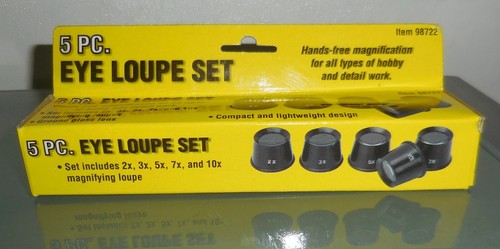 Item 98722
5 PC.
EYE LOUPE SET
Hands-free magnification
for all types of hobby
and detail work.
5 PC. EYE LOUPE SET
• Compact and lightweight design
5 PC. EYE LOUPE SET
• Set includes 2x, 3x, 5x, 7x, and 10x
magnifying loupe